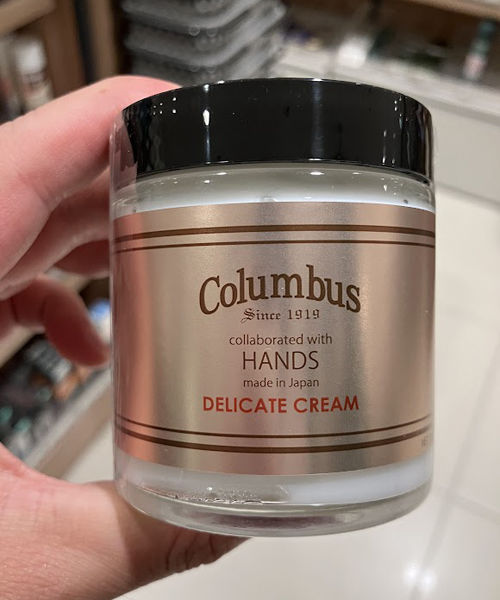 Columbus
Since 1919
collaborated with
HANDS
made in Japan
DELICATE CREAM